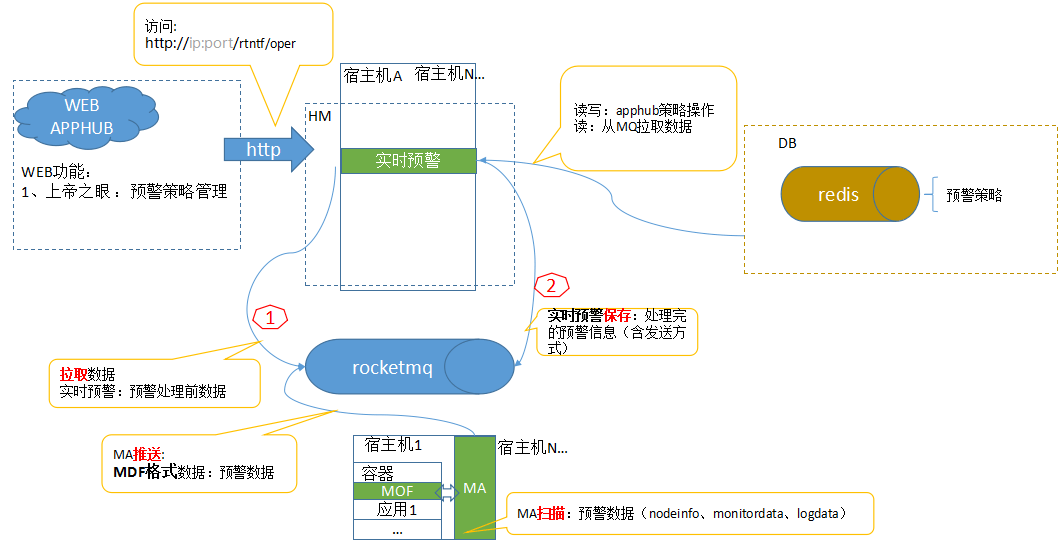 访问:
http://ip:port/rtntf/oper
WEB
APPHUB
WEB功能：
1、上帝之眼：预警策略管理
http
宿主机A
宿主机N...
HM
实时预警
读写：apphub策略操作
读：从MQ拉取数据
DB
redis
预警策略
1
2
实时预警保存：处理完
的预警信息（含发送方
式）
rocketmq
拉取数据
实时预警：预警处理前数据
MA推送:
MDF格式数据：预警数据
宿主机1
宿主机N...
容器
MOF
MA
应用1
...
MA扫描：预警数据（nodeinfo、monitordata、logdata）